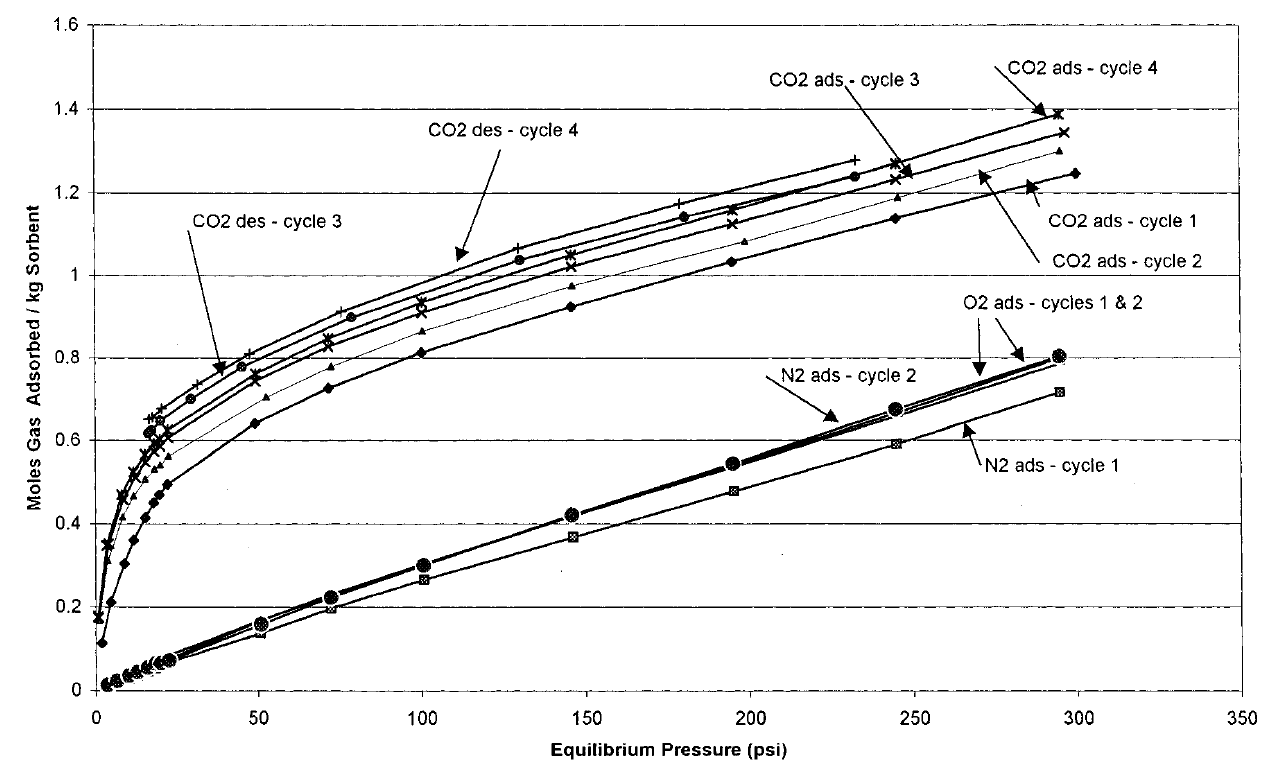 1.6
CO2 ads - cycle 4
CO2 ads - cycle 3
1.4
CO2 des - cycle 4
1.2
CO2 des - cycle 3
CO2 ads - cycle 1
CO2 ads - cycle 2
1
O2 ads - cycles 1 & 2
0.8
N2 ads - cycle 2
0.6
N2 ads - cycle 1
0.4
0.2
0
Moles Gas Adsorbed / kg Sorbent
0 50 100 150 200 250 300 350
Equilibrium Pressure (psi)